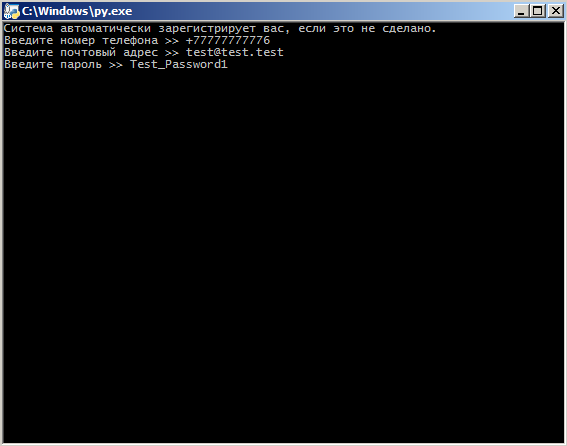 C:\Windows\py.exe
Система автоматически зарегистрирует вас, если это не сделано.
Введите номер телефона >> +77777777776
Введите почтовый адрес >> test@test.test
Введите пароль >> Test_Password1